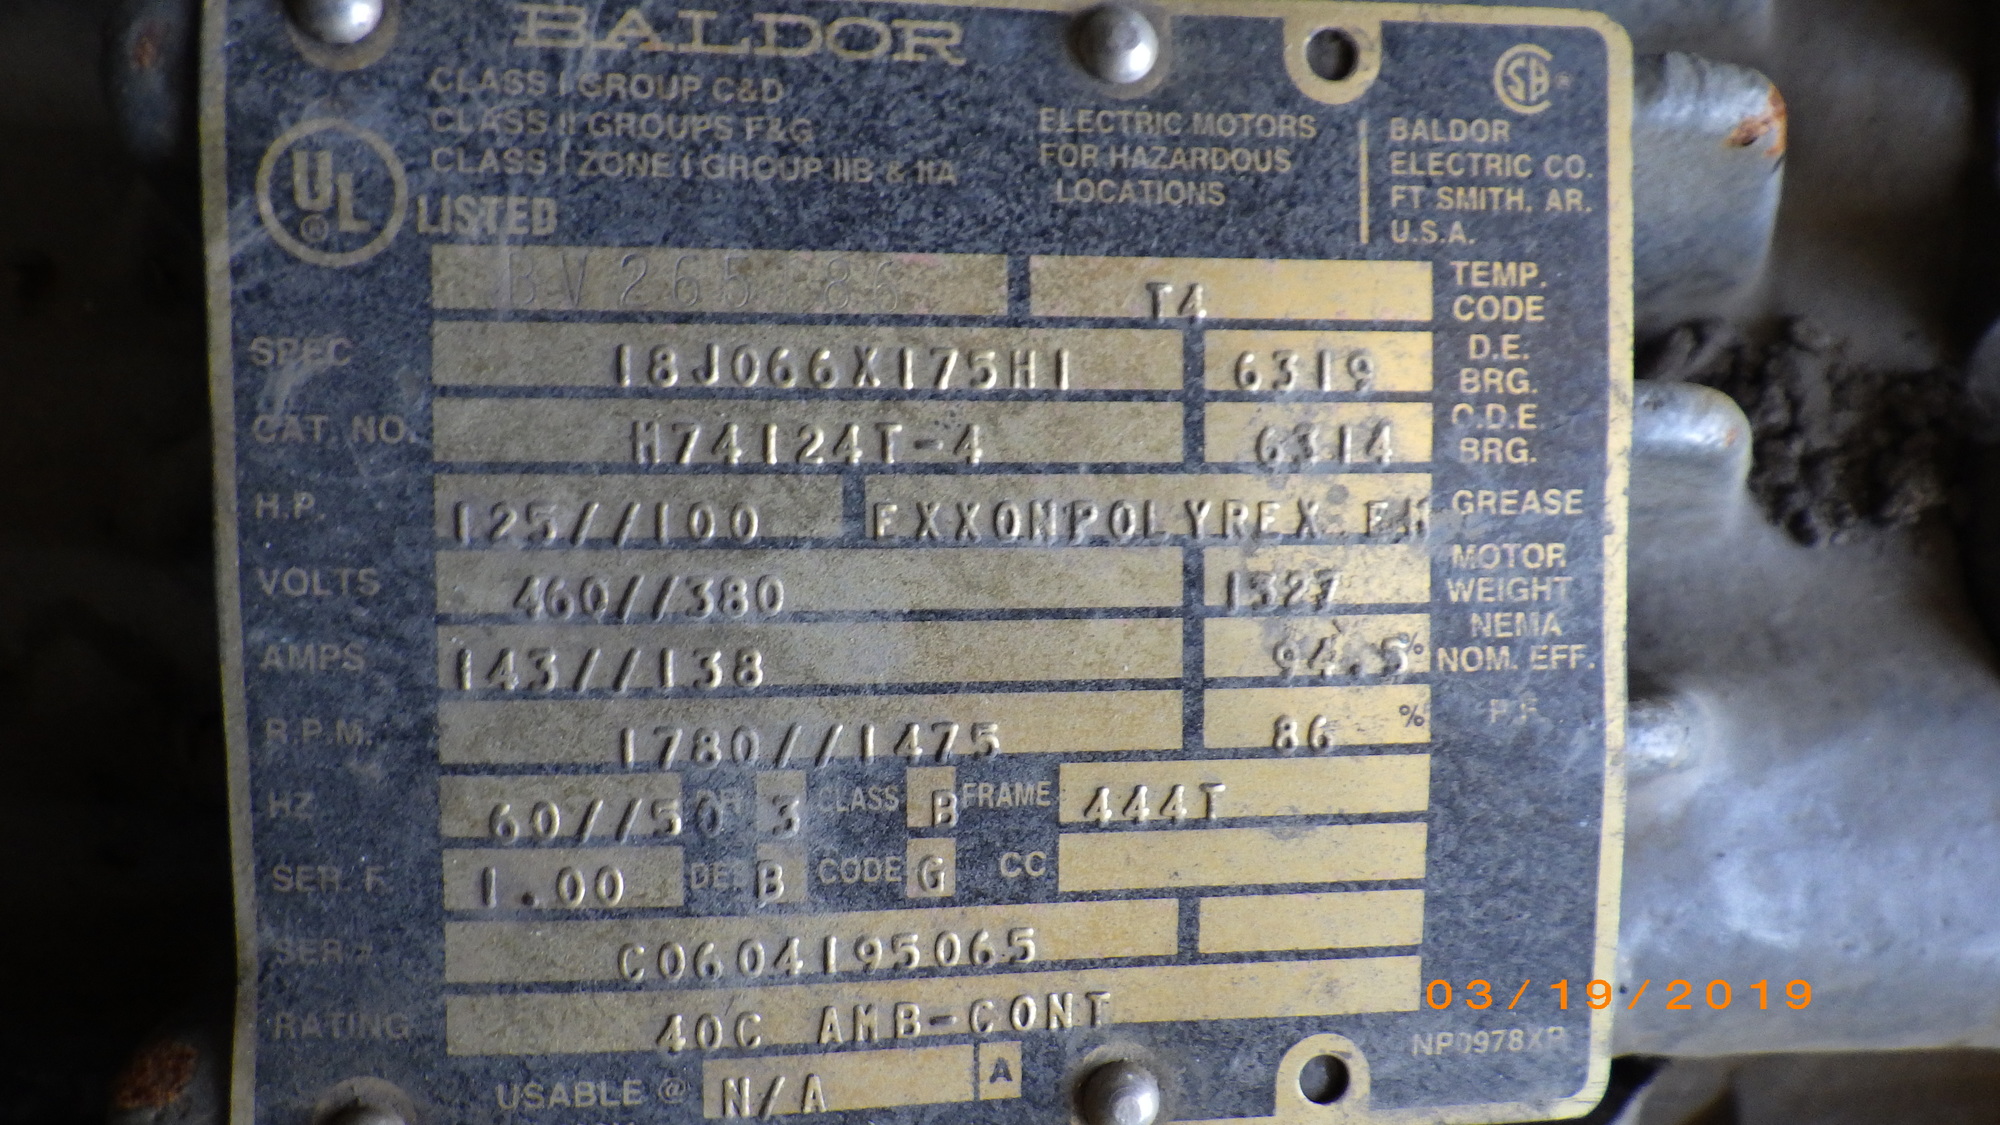 BALDOR
CLASS I GROUP C&D
CLASS II GROUPS F&G
CLASS I ZONE I GROUP IIB & IIA
UL ®
LISTED
ELECTRIC MOTORS
FOR HAZARDOUS
LOCATIONS
SA ®
BALDOR
ELECTRIC CO.
FT SMITH, AR.
U.S.A.
BV 265 86 T4 TEMP. CODE
SPEC 18J066X175H1 6319 D.E. BRG.
CAT. NO. M74124T-4 6314 O.D.E BRG.
H.P. 125//100 EXXONPOLYREX EM GREASE
VOLTS 460//380 1327 MOTOR WEIGHT
AMPS 143//138 94.5% NEMA NOM. EFF.
R.P.M. 1780//1475 86 % P.F.
HZ 60//50 PH 3 CLASS B FRAME 444T
SER. F. 1.00 DES B CODE G CC
SER # C0604195065
RATING 40C AMB-CONT
USABLE @ N/A A
NP0978XP
03/19/2019